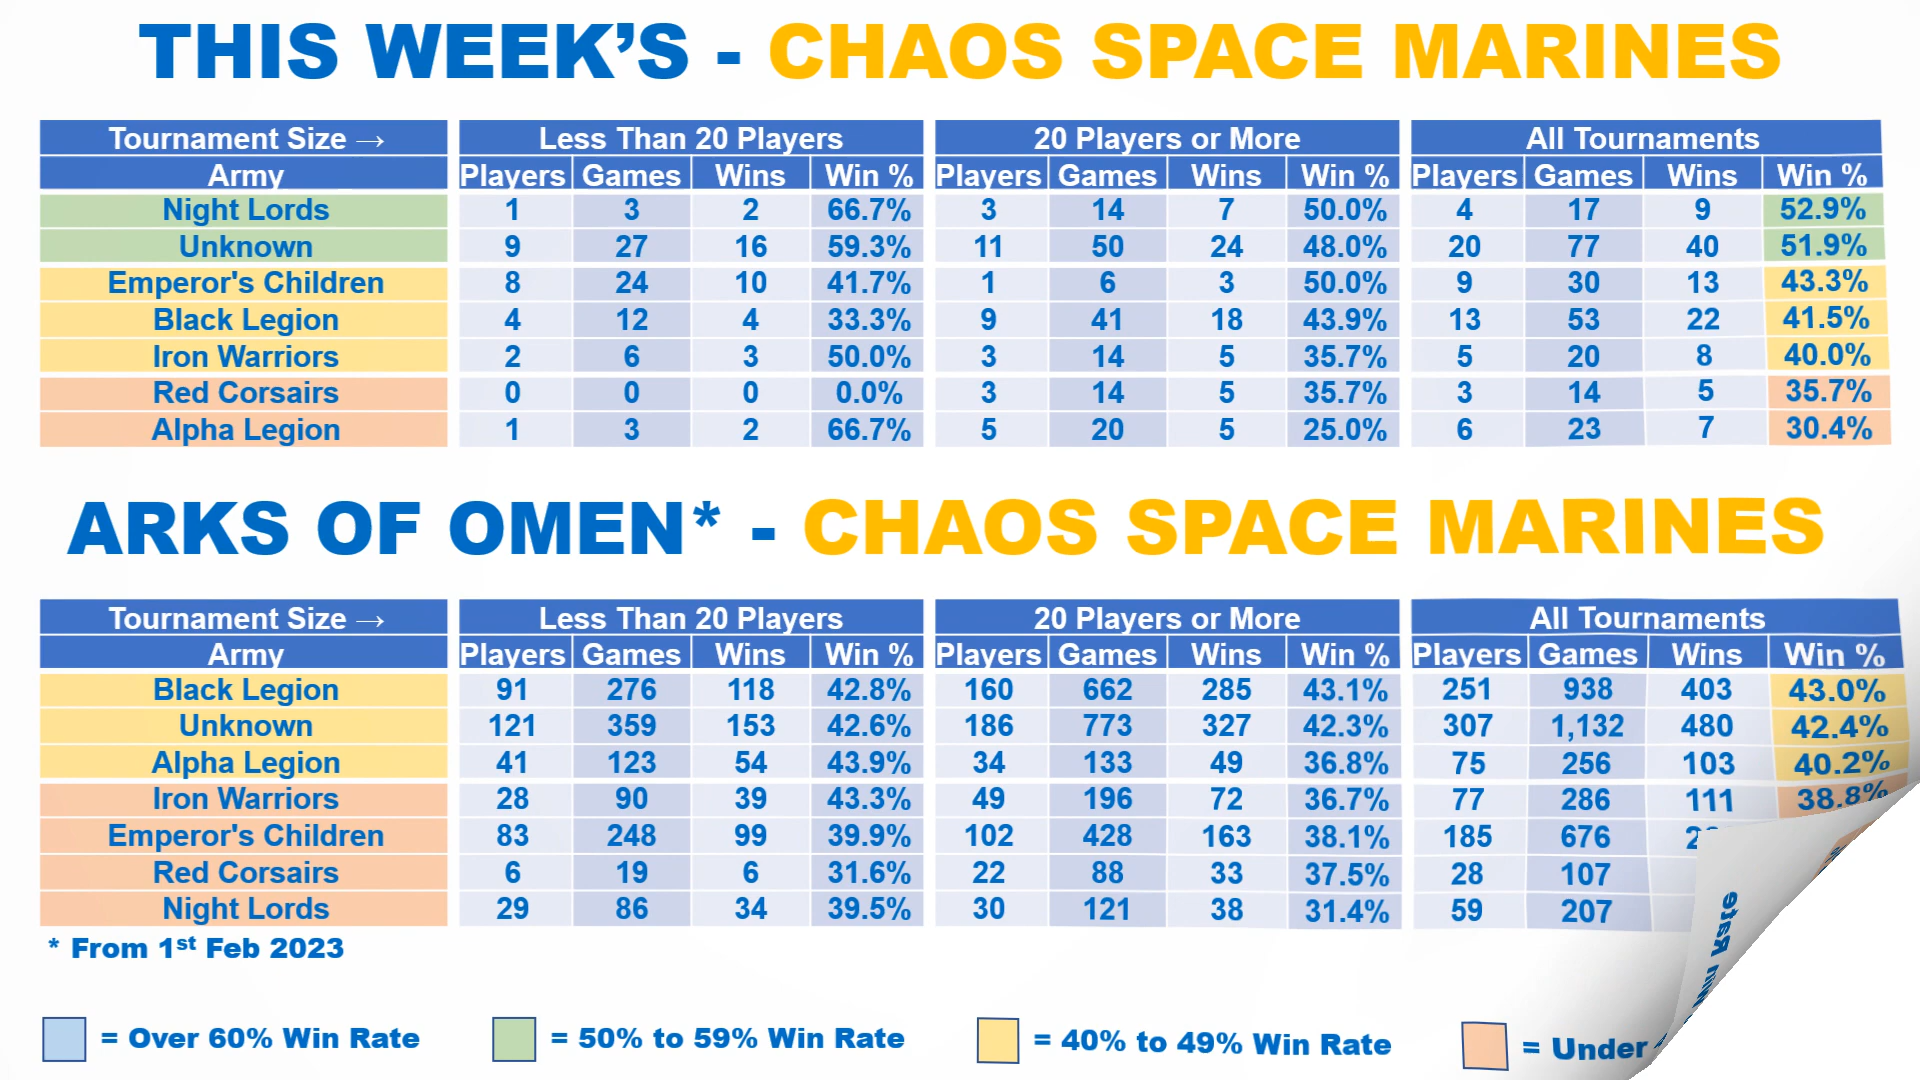 THIS WEEK'S - CHAOS SPACE MARINES
Tournament Size → Less Than 20 Players 20 Players or More All Tournaments
Army Players Games Wins Win % Players Games Wins Win % Players Games Wins Win %
Night Lords 1 3 2 66.7% 3 14 7 50.0% 4 17 9 52.9%
Unknown 9 27 16 59.3% 11 50 24 48.0% 20 77 40 51.9%
Emperor's Children 8 24 10 41.7% 1 6 3 50.0% 9 30 13 43.3%
Black Legion 4 12 4 33.3% 9 41 18 43.9% 13 53 22 41.5%
Iron Warriors 2 6 3 50.0% 3 14 5 35.7% 5 20 8 40.0%
Red Corsairs 0 0 0 0.0% 3 14 5 35.7% 3 14 5 35.7%
Alpha Legion 1 3 2 66.7% 5 20 5 25.0% 6 23 7 30.4%
ARKS OF OMEN* - CHAOS SPACE MARINES
Tournament Size → Less Than 20 Players 20 Players or More All Tournaments
Army Players Games Wins Win % Players Games Wins Win % Players Games Wins Win %
Black Legion 91 276 118 42.8% 160 662 285 43.1% 251 938 403 43.0%
Unknown 121 359 153 42.6% 186 773 327 42.3% 307 1,132 480 42.4%
Alpha Legion 41 123 54 43.9% 34 133 49 36.8% 75 256 103 40.2%
Iron Warriors 28 90 39 43.3% 49 196 72 36.7% 77 286 111 38.8%
Emperor's Children 83 248 99 39.9% 102 428 163 38.1% 185 676
Red Corsairs 6 19 6 31.6% 22 88 33 37.5% 28 107
Night Lords 29 86 34 39.5% 30 121 38 31.4% 59 207
* From 1st Feb 2023
= Over 60% Win Rate = 50% to 59% Win Rate = 40% to 49% Win Rate = Under
Rate